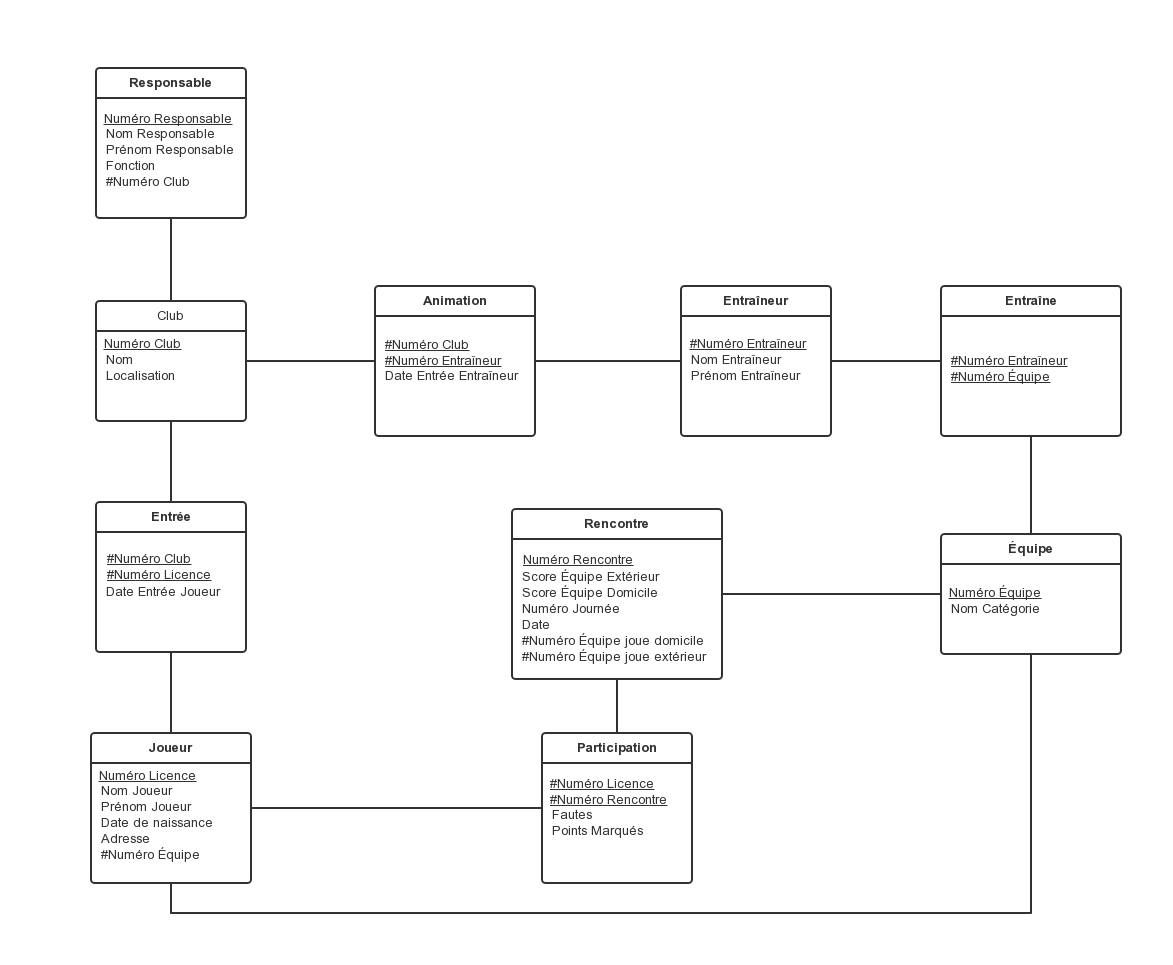 Responsable
Numéro Responsable
Nom Responsable
Prénom Responsable
Fonction
#Numéro Club
Club
Numéro Club
Nom
Localisation
Animation
#Numéro Club
#Numéro Entraîneur
Date Entrée Entraîneur
Entraîneur
#Numéro Entraîneur
Nom Entraîneur
Prénom Entraîneur
Entraîne
#Numéro Entraîneur
#Numéro Équipe
Entrée
#Numéro Club
#Numéro Licence
Date Entrée Joueur
Rencontre
Numéro Rencontre
Score Équipe Extérieur
Score Équipe Domicile
Numéro Journée
Date
#Numéro Équipe joue domicile
#Numéro Équipe joue extérieur
Équipe
Numéro Équipe
Nom Catégorie
Joueur
Numéro Licence
Nom Joueur
Prénom Joueur
Date de naissance
Adresse
#Numéro Équipe
Participation
#Numéro Licence
#Numéro Rencontre
Fautes
Points Marqués